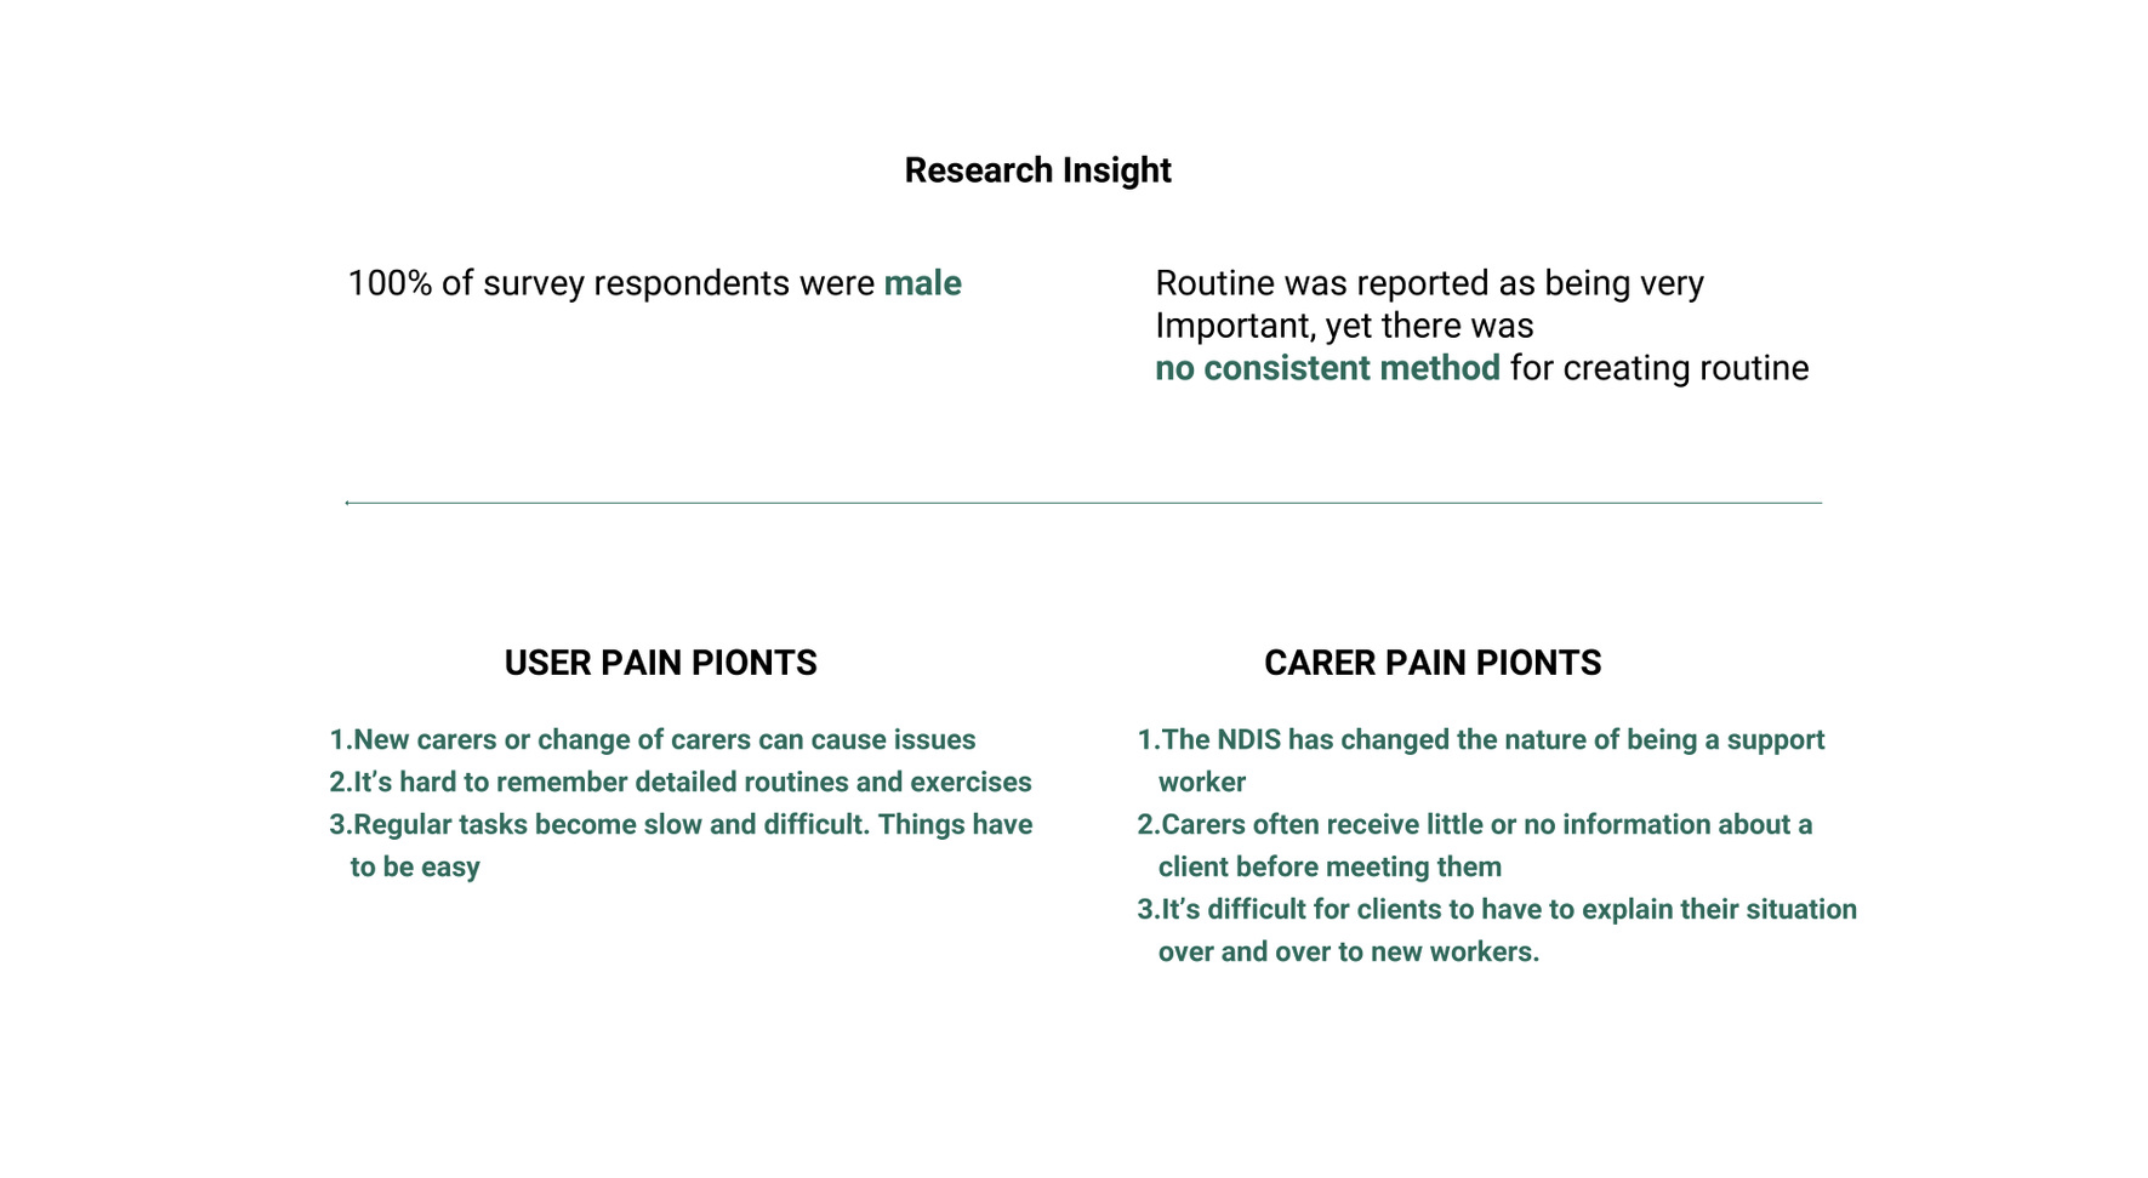 Research Insight
100% of survey respondents were male
Routine was reported as being very
Important, yet there was
no consistent method for creating routine
USER PAIN PIONTS
1.New carers or change of carers can cause issues
2.It’s hard to remember detailed routines and exercises
3.Regular tasks become slow and difficult. Things have
to be easy
CARER PAIN PIONTS
1.The NDIS has changed the nature of being a support
worker
2.Carers often receive little or no information about a
client before meeting them
3.It’s difficult for clients to have to explain their situation
over and over to new workers.